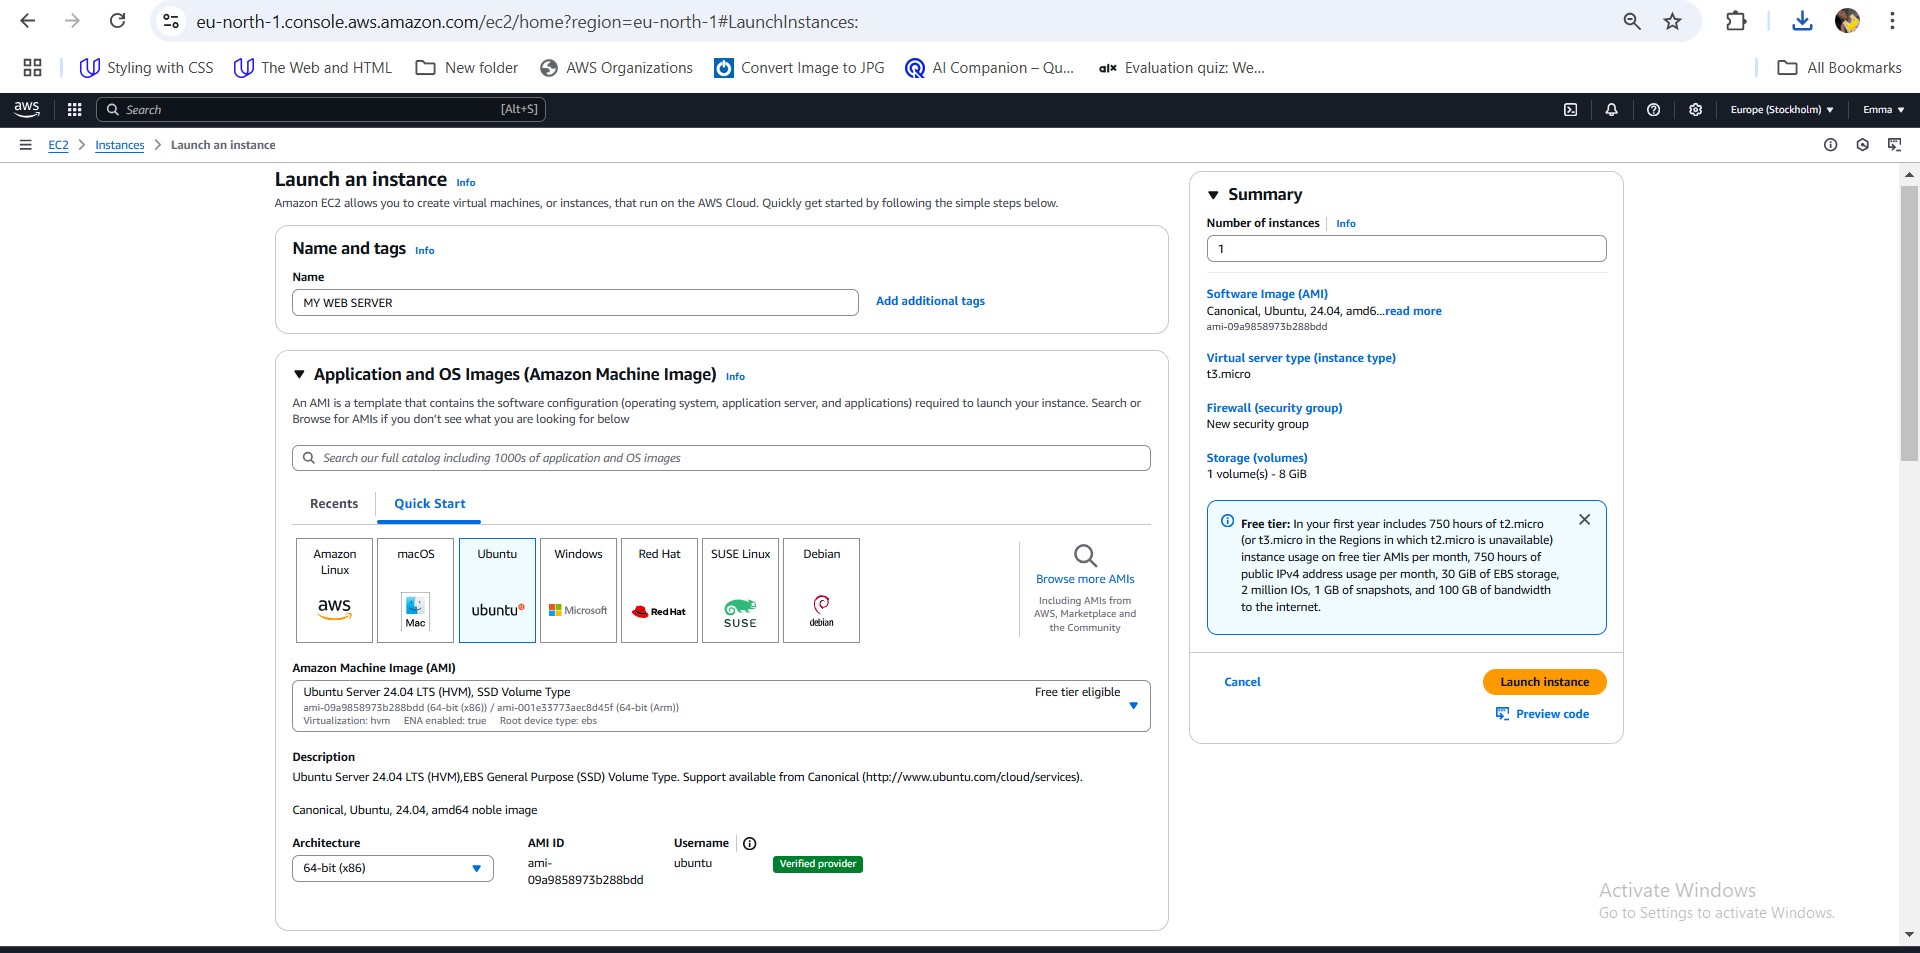 eu-north-1.console.aws.amazon.com/ec2/home?region=eu-north-1#LaunchInstances:
Styling with CSS
The Web and HTML
New folder
AWS Organizations
Convert Image to JPG
AI Companion – Qu...
alx
Evaluation quiz: We...
All Bookmarks
aws
Search
[Alt+S]
Europe (Stockholm)
Emma
EC2
Instances
Launch an instance
Launch an instance Info
Amazon EC2 allows you to create virtual machines, or instances, that run on the AWS Cloud. Quickly get started by following the simple steps below.
Name and tags Info
Name
MY WEB SERVER
Add additional tags
Application and OS Images (Amazon Machine Image) Info
An AMI is a template that contains the software configuration (operating system, application server, and applications) required to launch your instance. Search or
Browse for AMIs if you don't see what you are looking for below
Search our full catalog including 1000s of application and OS images
Recents
Quick Start
Amazon
Linux
aws
macOS
Mac
Ubuntu
ubuntu
Windows
Microsoft
Red Hat
Red Hat
SUSE Linux
SUSE
Debian
debian
Browse more AMIs
Including AMIs from
AWS, Marketplace and
the Community
Amazon Machine Image (AMI)
Ubuntu Server 24.04 LTS (HVM), SSD Volume Type
Free tier eligible
ami-09a9858973b288bdd (64-bit (x86)) / ami-001e33773aec8d45f (64-bit (Arm))
Virtualization: hvm ENA enabled: true Root device type: ebs
Description
Ubuntu Server 24.04 LTS (HVM),EBS General Purpose (SSD) Volume Type. Support available from Canonical (http://www.ubuntu.com/cloud/services).
Canonical, Ubuntu, 24.04, amd64 noble image
Architecture
64-bit (x86)
AMI ID
ami-
09a9858973b288bdd
Username
ubuntu
Verified provider
Summary
Number of instances Info
1
Software Image (AMI)
Canonical, Ubuntu, 24.04, amd6...read more
ami-09a9858973b288bdd
Virtual server type (instance type)
t3.micro
Firewall (security group)
New security group
Storage (volumes)
1 volume(s) - 8 GiB
Free tier: In your first year includes 750 hours of t2.micro
(or t3.micro in the Regions in which t2.micro is unavailable)
instance usage on free tier AMIs per month, 750 hours of
public IPv4 address usage per month, 30 GiB of EBS storage,
2 million IOs, 1 GB of snapshots, and 100 GB of bandwidth
to the internet.
Cancel
Launch instance
Preview code
Activate Windows
Go to Settings to activate Windows.